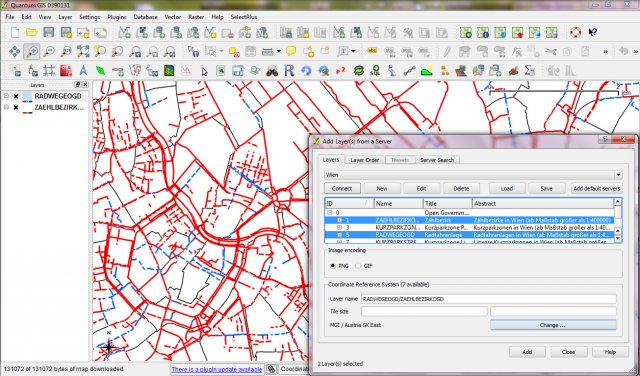 Quantum GIS 0390131
File Edit View Layer Settings Plugins Database Vector Raster Help SelectPlus
Layers
RADWEGEOGD
ZAEHLBEZIRK...
2
km
Add Layer(s) from a Server
Layers Layer Order Tilesets Server Search
Wien
Connect New Edit Delete Load Save Add default servers
ID Name Title Abstract
0 Open Governm...
1 ZAEHLBEZIRKO... Zählbezirk Zählbezirke in Wien (ab Maßstab größer als 1:400000)
3 KURZPARKZON... Kurzparkzone P... Kurzparkzonen in Wien (ab Maßstab größer als 1:40...
5 RADWEGEOGD Radfahranlage Radfahranlagen in Wien (ab Maßstab größer als 1:4...
7 KURZPARKSTRE... Kurzparkzone Li... Lineare Kurzparkzonen in Wien (ab Maßstab größer
Image encoding
PNG GIF
Coordinate Reference System (7 available)
Layer name RADWEGEOGD/ZAEHLBEZIRKOGD
Tile size
MGI / Austria GK East Change ...
Add Close Help
2 Layer(s) selected
131072 of 131072 bytes of map downloaded. There is a plugin update available Coordina